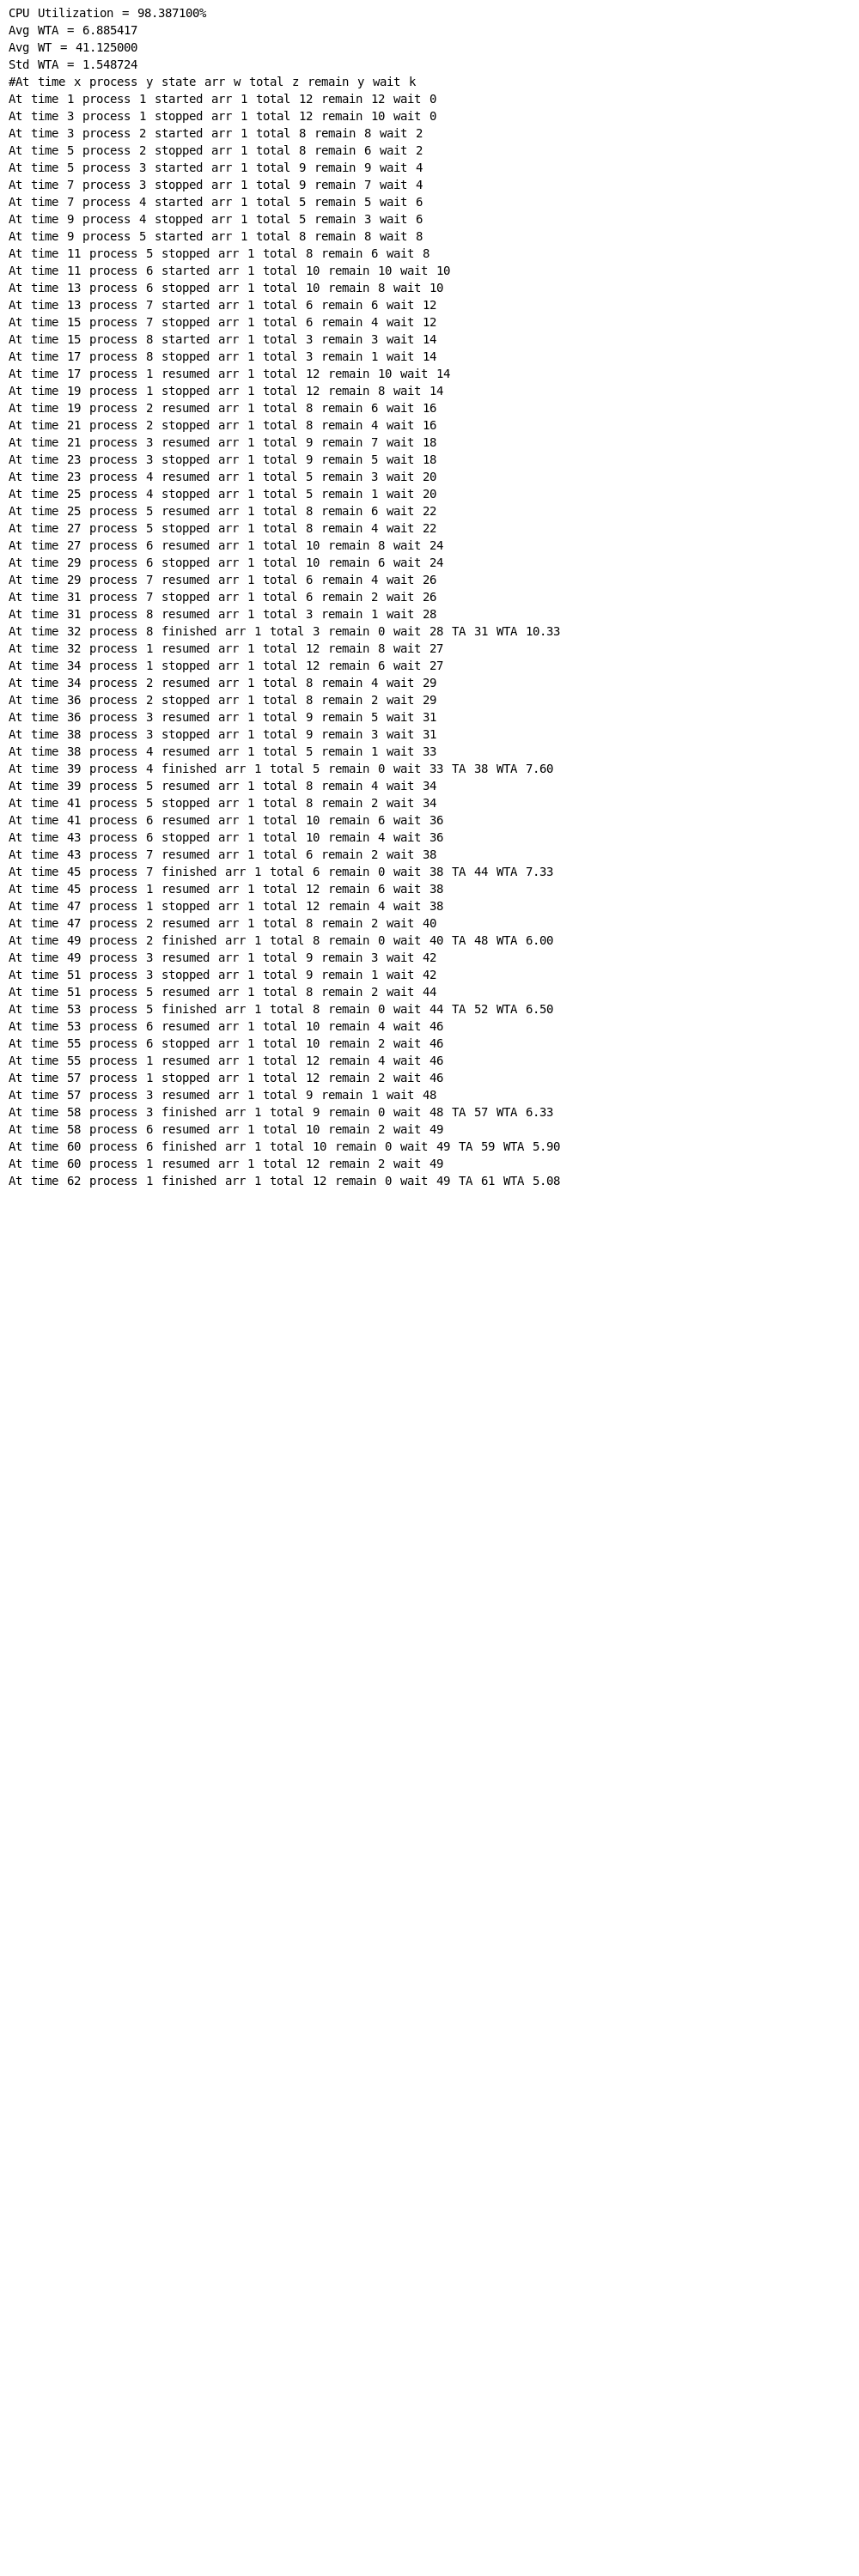 CPU Utilization = 98.387100%
Avg WTA = 6.885417
Avg WT = 41.125000
Std WTA = 1.548724
#At time x process y state arr w total z remain y wait k
At time 1 process 1 started arr 1 total 12 remain 12 wait 0
At time 3 process 1 stopped arr 1 total 12 remain 10 wait 0
At time 3 process 2 started arr 1 total 8 remain 8 wait 2
At time 5 process 2 stopped arr 1 total 8 remain 6 wait 2
At time 5 process 3 started arr 1 total 9 remain 9 wait 4
At time 7 process 3 stopped arr 1 total 9 remain 7 wait 4
At time 7 process 4 started arr 1 total 5 remain 5 wait 6
At time 9 process 4 stopped arr 1 total 5 remain 3 wait 6
At time 9 process 5 started arr 1 total 8 remain 8 wait 8
At time 11 process 5 stopped arr 1 total 8 remain 6 wait 8
At time 11 process 6 started arr 1 total 10 remain 10 wait 10
At time 13 process 6 stopped arr 1 total 10 remain 8 wait 10
At time 13 process 7 started arr 1 total 6 remain 6 wait 12
At time 15 process 7 stopped arr 1 total 6 remain 4 wait 12
At time 15 process 8 started arr 1 total 3 remain 3 wait 14
At time 17 process 8 stopped arr 1 total 3 remain 1 wait 14
At time 17 process 1 resumed arr 1 total 12 remain 10 wait 14
At time 19 process 1 stopped arr 1 total 12 remain 8 wait 14
At time 19 process 2 resumed arr 1 total 8 remain 6 wait 16
At time 21 process 2 stopped arr 1 total 8 remain 4 wait 16
At time 21 process 3 resumed arr 1 total 9 remain 7 wait 18
At time 23 process 3 stopped arr 1 total 9 remain 5 wait 18
At time 23 process 4 resumed arr 1 total 5 remain 3 wait 20
At time 25 process 4 stopped arr 1 total 5 remain 1 wait 20
At time 25 process 5 resumed arr 1 total 8 remain 6 wait 22
At time 27 process 5 stopped arr 1 total 8 remain 4 wait 22
At time 27 process 6 resumed arr 1 total 10 remain 8 wait 24
At time 29 process 6 stopped arr 1 total 10 remain 6 wait 24
At time 29 process 7 resumed arr 1 total 6 remain 4 wait 26
At time 31 process 7 stopped arr 1 total 6 remain 2 wait 26
At time 31 process 8 resumed arr 1 total 3 remain 1 wait 28
At time 32 process 8 finished arr 1 total 3 remain 0 wait 28 TA 31 WTA 10.33
At time 32 process 1 resumed arr 1 total 12 remain 8 wait 27
At time 34 process 1 stopped arr 1 total 12 remain 6 wait 27
At time 34 process 2 resumed arr 1 total 8 remain 4 wait 29
At time 36 process 2 stopped arr 1 total 8 remain 2 wait 29
At time 36 process 3 resumed arr 1 total 9 remain 5 wait 31
At time 38 process 3 stopped arr 1 total 9 remain 3 wait 31
At time 38 process 4 resumed arr 1 total 5 remain 1 wait 33
At time 39 process 4 finished arr 1 total 5 remain 0 wait 33 TA 38 WTA 7.60
At time 39 process 5 resumed arr 1 total 8 remain 4 wait 34
At time 41 process 5 stopped arr 1 total 8 remain 2 wait 34
At time 41 process 6 resumed arr 1 total 10 remain 6 wait 36
At time 43 process 6 stopped arr 1 total 10 remain 4 wait 36
At time 43 process 7 resumed arr 1 total 6 remain 2 wait 38
At time 45 process 7 finished arr 1 total 6 remain 0 wait 38 TA 44 WTA 7.33
At time 45 process 1 resumed arr 1 total 12 remain 6 wait 38
At time 47 process 1 stopped arr 1 total 12 remain 4 wait 38
At time 47 process 2 resumed arr 1 total 8 remain 2 wait 40
At time 49 process 2 finished arr 1 total 8 remain 0 wait 40 TA 48 WTA 6.00
At time 49 process 3 resumed arr 1 total 9 remain 3 wait 42
At time 51 process 3 stopped arr 1 total 9 remain 1 wait 42
At time 51 process 5 resumed arr 1 total 8 remain 2 wait 44
At time 53 process 5 finished arr 1 total 8 remain 0 wait 44 TA 52 WTA 6.50
At time 53 process 6 resumed arr 1 total 10 remain 4 wait 46
At time 55 process 6 stopped arr 1 total 10 remain 2 wait 46
At time 55 process 1 resumed arr 1 total 12 remain 4 wait 46
At time 57 process 1 stopped arr 1 total 12 remain 2 wait 46
At time 57 process 3 resumed arr 1 total 9 remain 1 wait 48
At time 58 process 3 finished arr 1 total 9 remain 0 wait 48 TA 57 WTA 6.33
At time 58 process 6 resumed arr 1 total 10 remain 2 wait 49
At time 60 process 6 finished arr 1 total 10 remain 0 wait 49 TA 59 WTA 5.90
At time 60 process 1 resumed arr 1 total 12 remain 2 wait 49
At time 62 process 1 finished arr 1 total 12 remain 0 wait 49 TA 61 WTA 5.08